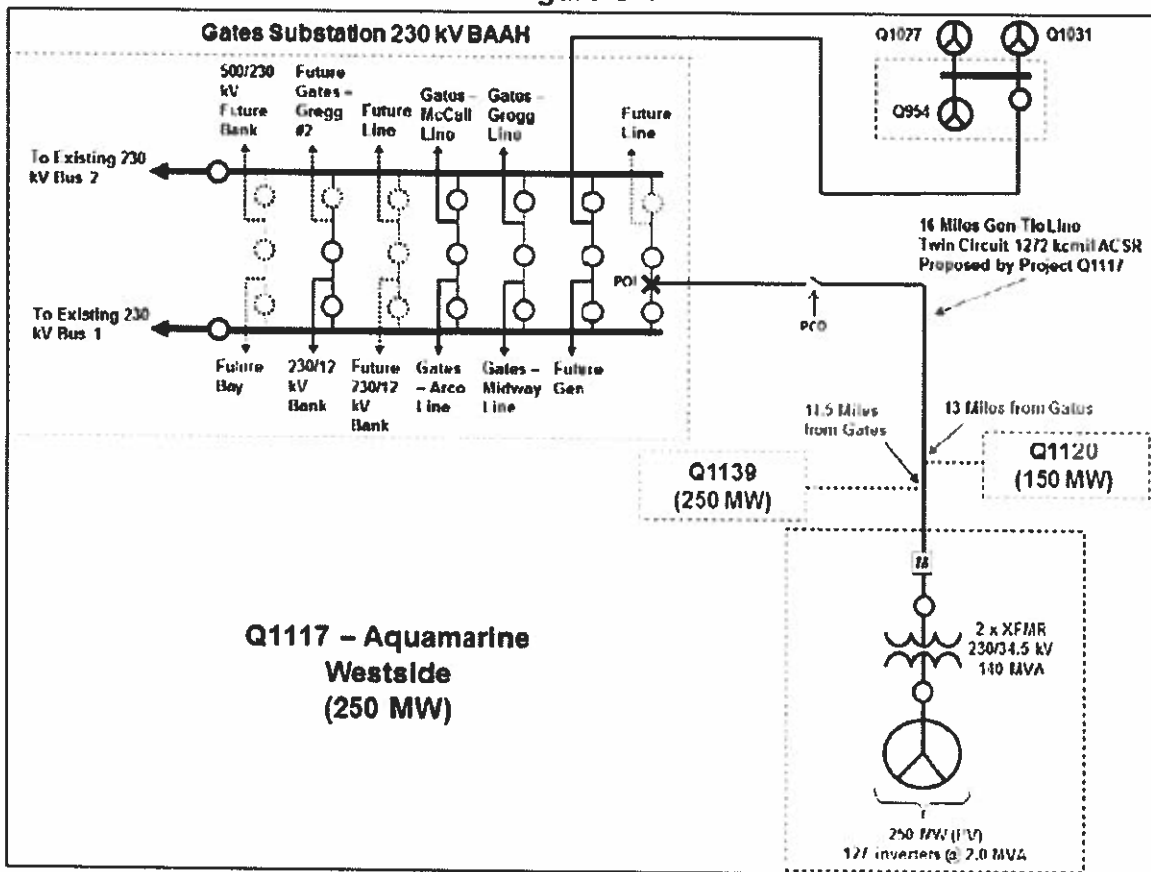 Gates Substation 230 kV BAAH
Q1077
Q1031
Q954
500/230
kV
Future
Bank
Future
Gates –
Gregg
#2
Future
Line
Gates –
McCall
Line
Gates –
Gregg
Line
Future
Line
To Existing 230
kV Bus 2
To Existing 230
kV Bus 1
POI
PCO
16 Miles Gen Tie Line
Twin Circuit 1272 kcmil ACSR
Proposed by Project Q1117
Future
Bay
230/12
kV
Bank
Future
230/12
kV
Bank
Gates
– Arco
Line
Gates –
Midway
Line
Future
Gen
11.5 Miles
from Gates
13 Miles from Gates
Q1139
(250 MW)
Q1120
(150 MW)
Q1117 – Aquamarine
Westside
(250 MW)
2 x XFMR
230/34.5 kV
140 MVA
250 MW (PV)
127 inverters @ 2.0 MVA